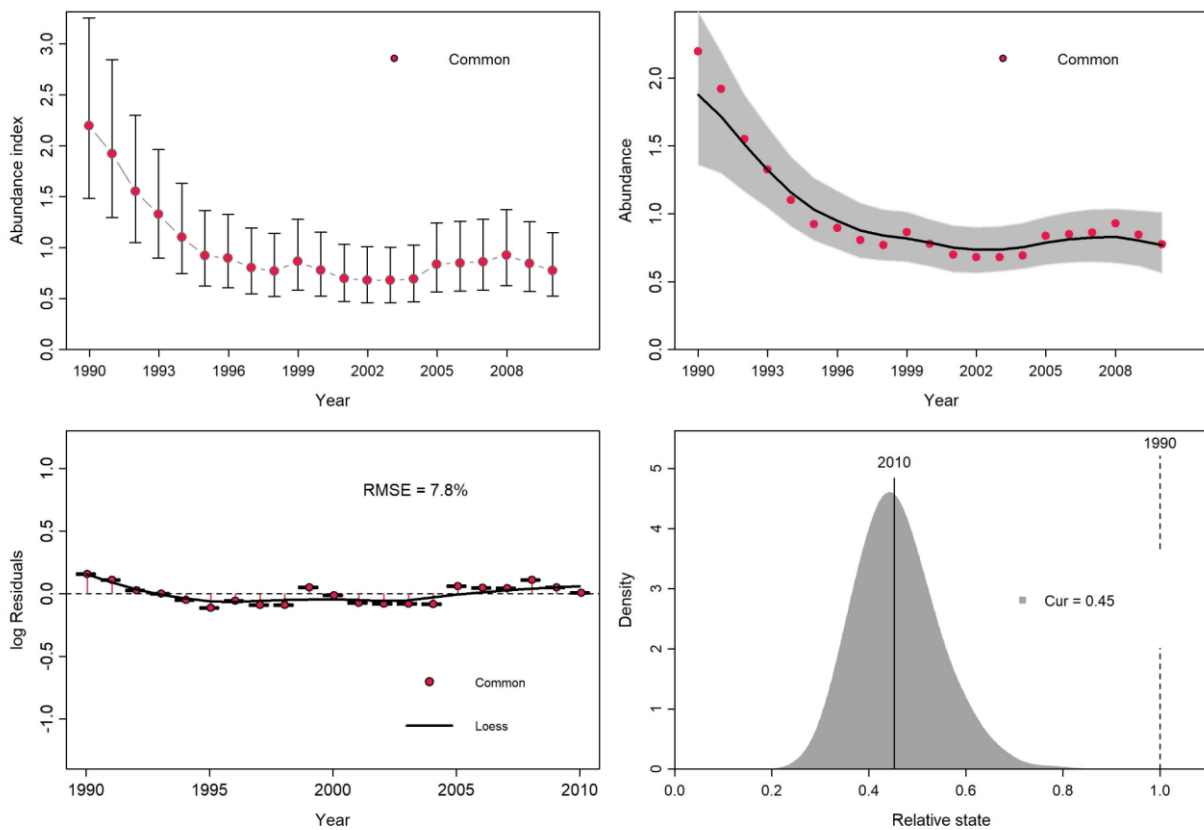 Abundance index
3.0
2.5
2.0
1.5
1.0
0.5
0.0
Common
1990 1993 1996 1999 2002 2005 2008
Year
Abundance
2.0
1.5
1.0
0.5
0.0
Common
1990 1993 1996 1999 2002 2005 2008
Year
log Residuals
1.0
0.5
0.0
-0.5
-1.0
RMSE = 7.8%
Common
Loess
1990 1995 2000 2005 2010
Year
Density
5
4
3
2
1
0
2010
1990
Cur = 0.45
0.0 0.2 0.4 0.6 0.8 1.0
Relative state